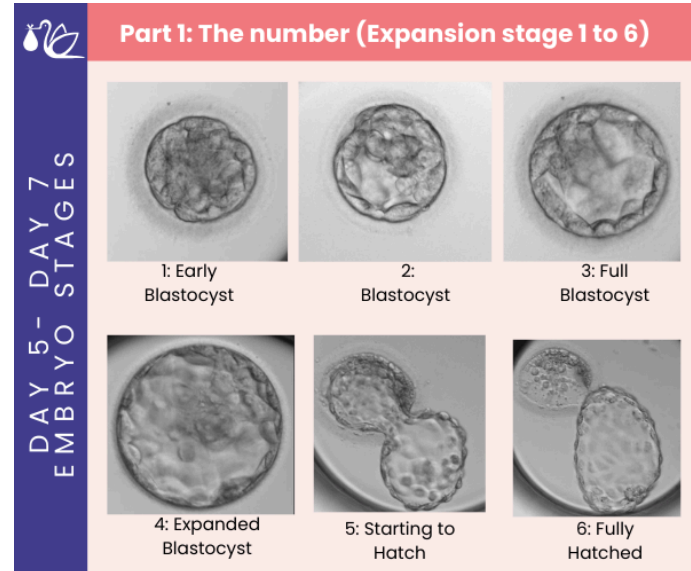 Part 1: The number (Expansion stage 1 to 6)
DAY 5 - DAY 7
EMBRYO STAGES
1: Early
Blastocyst
2:
Blastocyst
3: Full
Blastocyst
4: Expanded
Blastocyst
5: Starting to
Hatch
6: Fully
Hatched